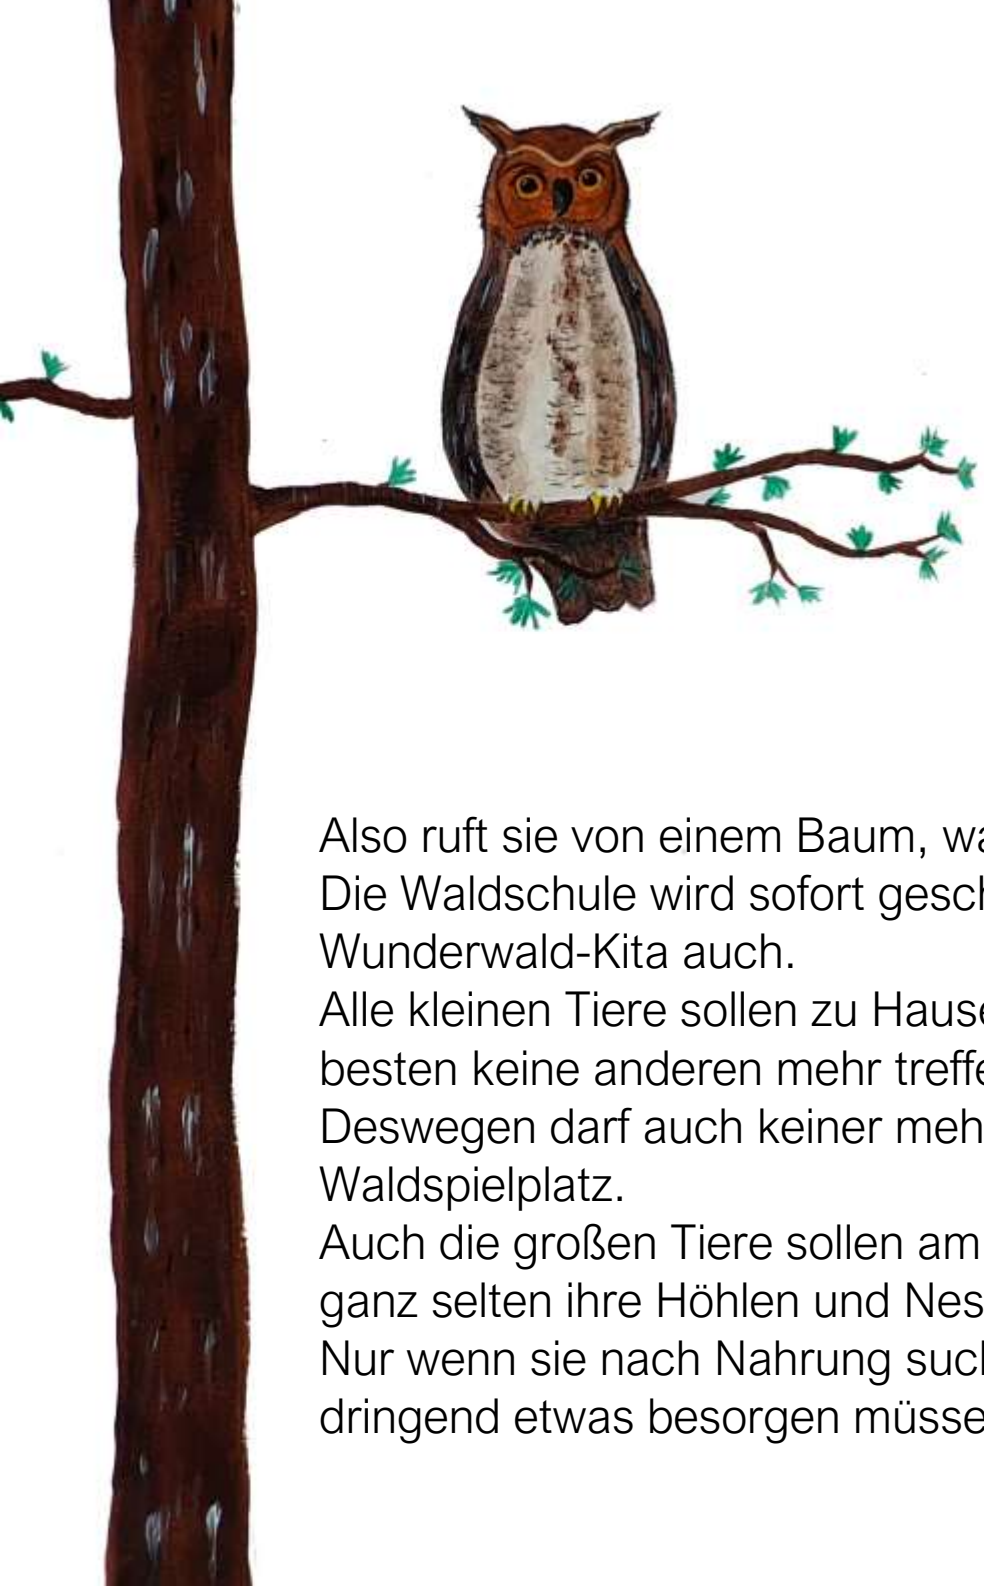 Also ruft sie von einem Baum,
Die Waldschule wird sofort
Wunderwald-Kita auch.
Alle kleinen Tiere sollen zu Hause
besten keine anderen mehr
Deswegen darf auch keiner
Waldspielplatz.
Auch die großen Tiere sollen am
ganz selten ihre Höhlen und
Nur wenn sie nach Nahrung
dringend etwas besorgen